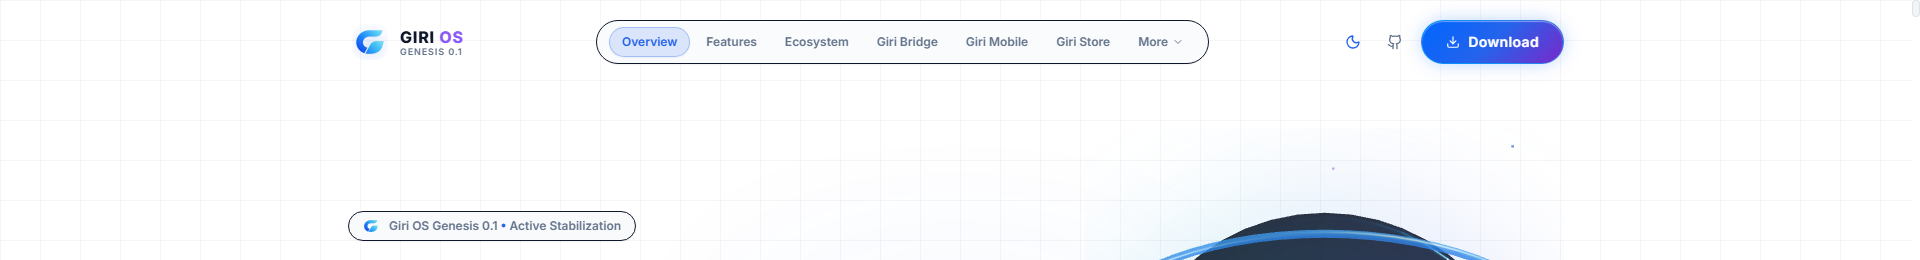 GIRI OS
GENESIS 0.1
Overview Features Ecosystem Giri Bridge Giri Mobile Giri Store More
Download
Giri OS Genesis 0.1 • Active Stabilization